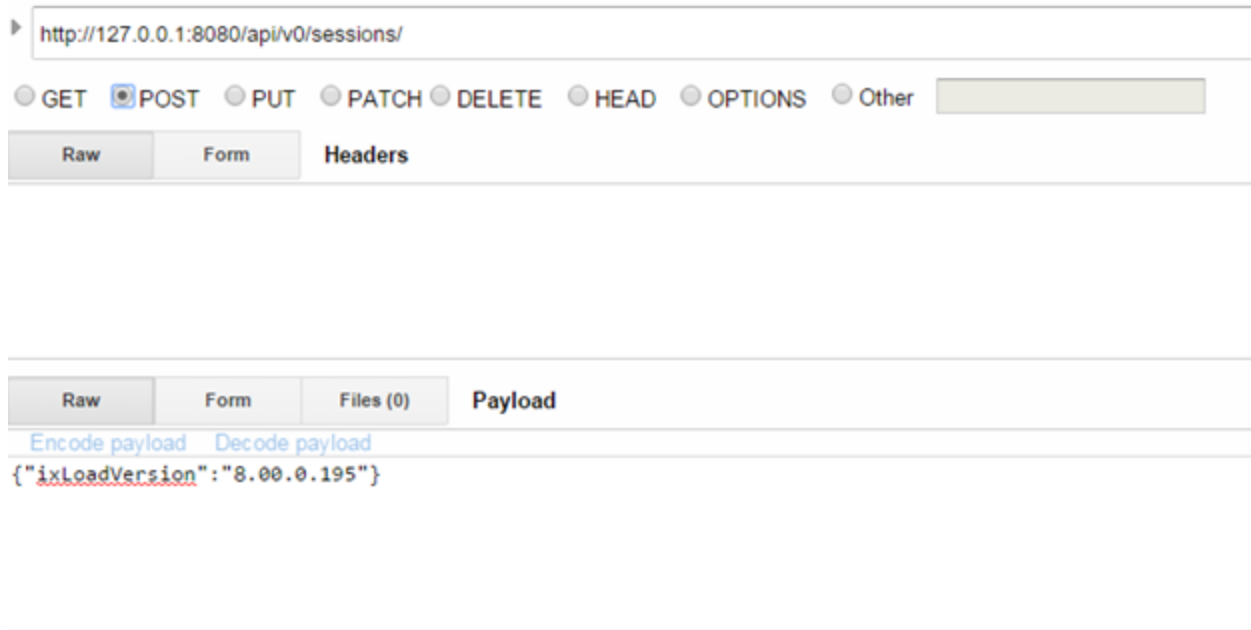 http://127.0.0.1:8080/api/v0/sessions/
GET POST PUT PATCH DELETE HEAD OPTIONS Other
Raw Form Headers
Raw Form Files (0) Payload
Encode payload Decode payload
{"ixLoadVersion":"8.00.0.195"}